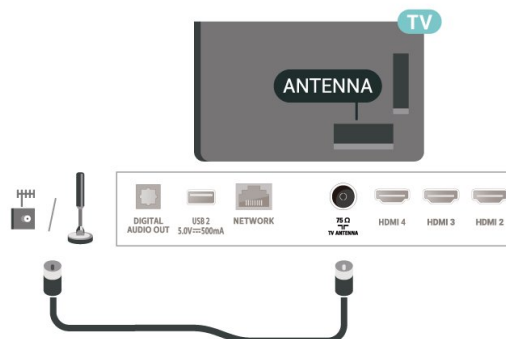 TV
ANTENNA
DIGITAL
AUDIO OUT
USB 2
5.0V⎓500mA
NETWORK
75 Ω
TV ANTENNA
HDMI 4
HDMI 3
HDMI 2